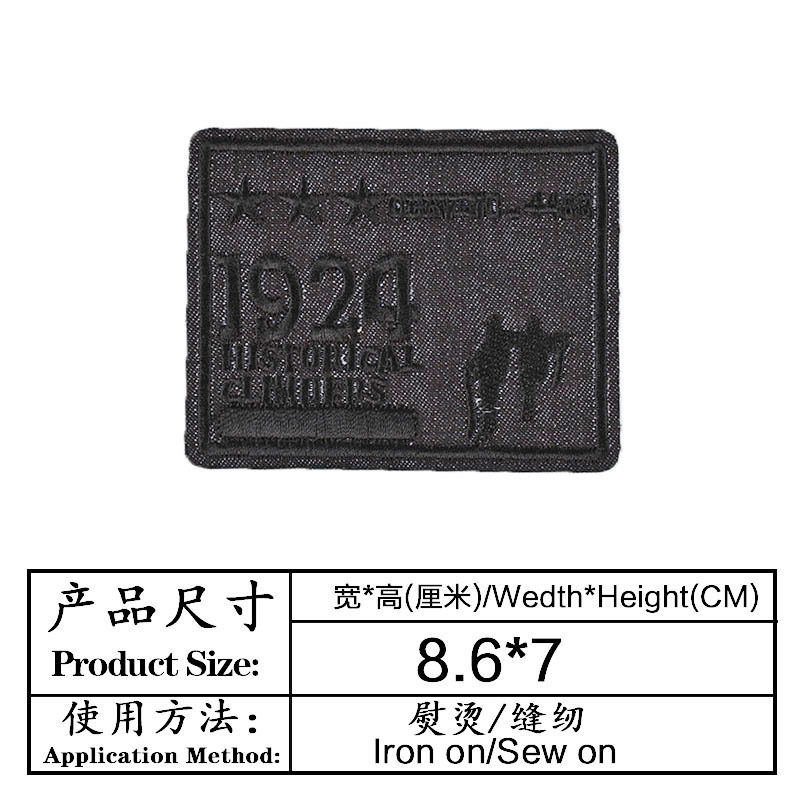 1924
HISTORICAL
CLIMBERS
产品尺寸
Product Size:
宽*高(厘米)/Wedth*Height(CM)
8.6*7
使用方法:
Application Method:
熨烫/缝纫
Iron on/Sew on